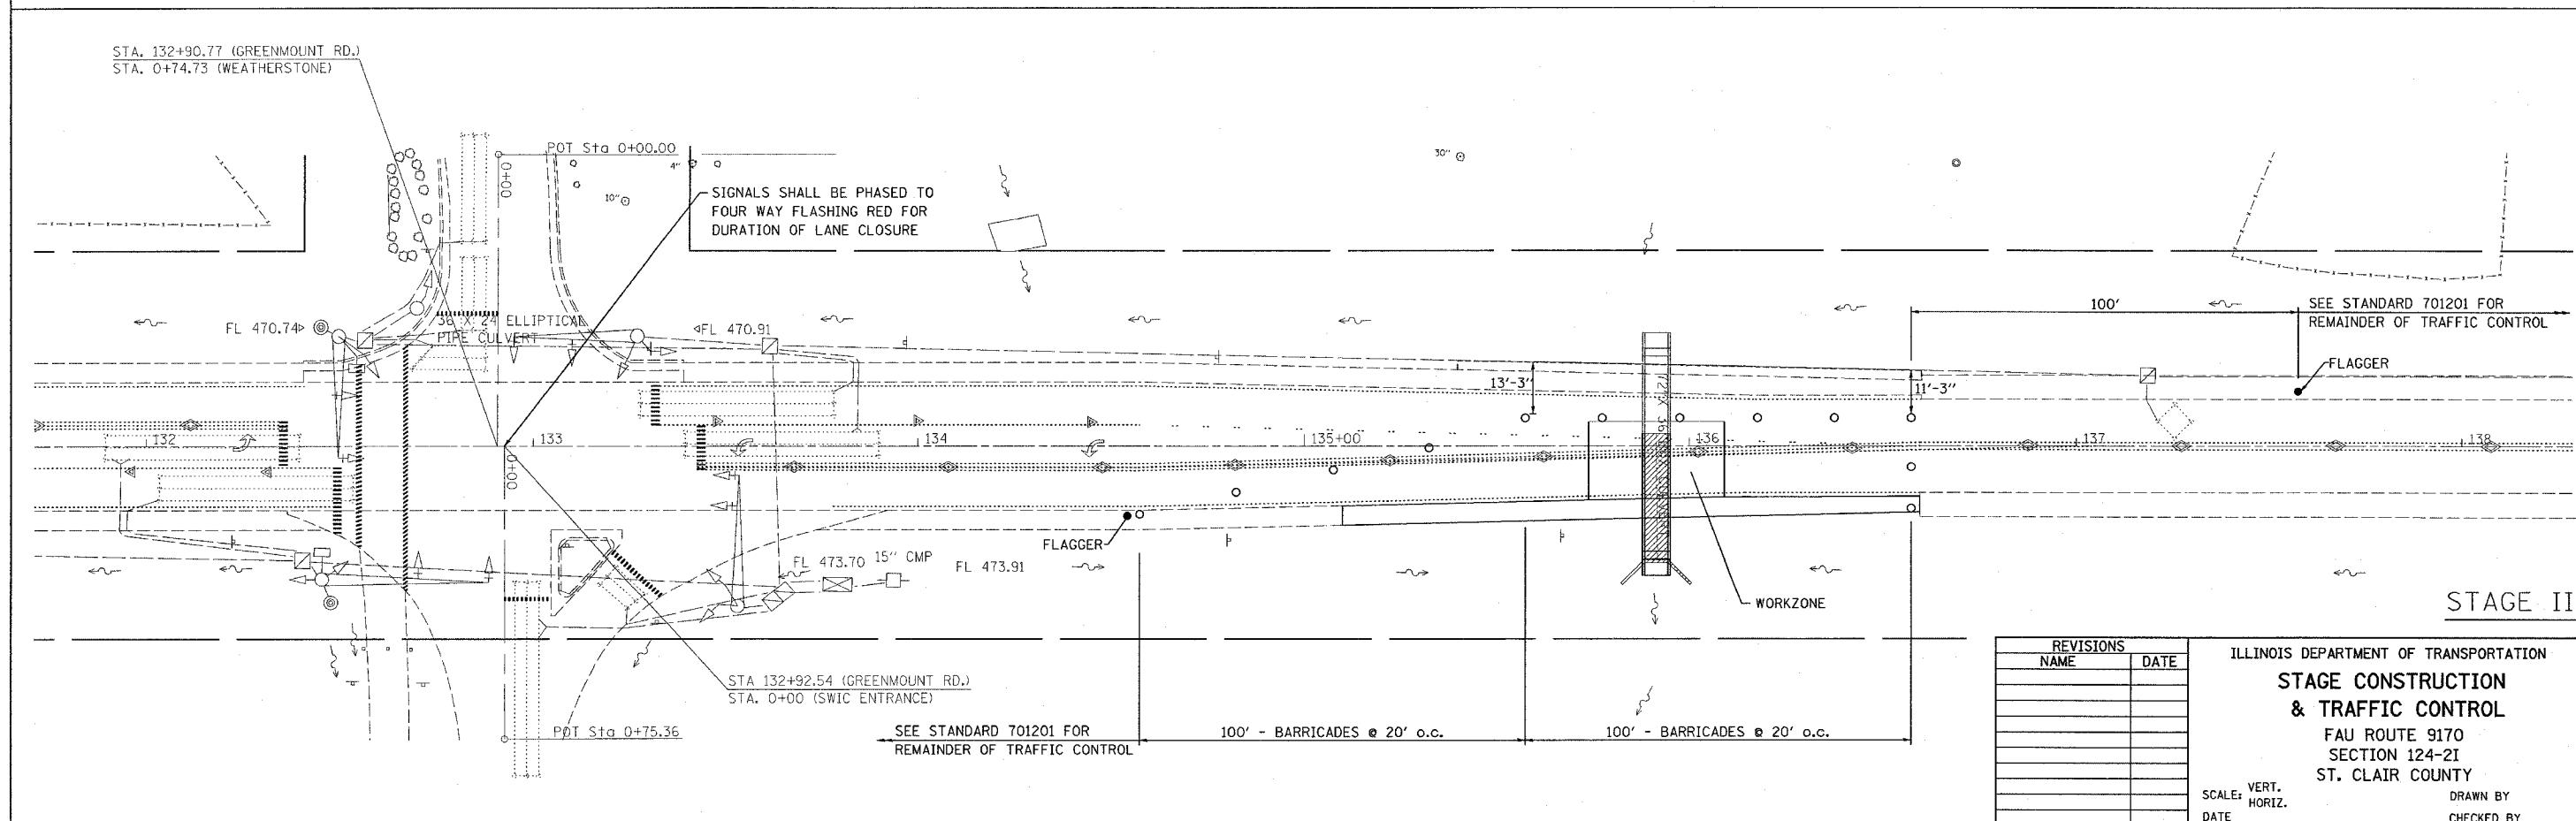 STA. 132+90.77 (GREENMOUNT RD.)
STA. 0+74.73 (WEATHERSTONE)
POT Sta 0+00.00
0+00
4"
10"
30"
SIGNALS SHALL BE PHASED TO
FOUR WAY FLASHING RED FOR
DURATION OF LANE CLOSURE
FL 470.74
36 X 24 ELLIPTICAL
PIPE CULVERT
FL 470.91
100'
SEE STANDARD 701201 FOR
REMAINDER OF TRAFFIC CONTROL
FLAGGER
13'-3"
11'-3"
132
133
134
135+00
136
137
138
0+00
FLAGGER
FL 473.70
15" CMP
FL 473.91
WORKZONE
STAGE II
STA 132+92.54 (GREENMOUNT RD.)
STA. 0+00 (SWIC ENTRANCE)
POT Sta 0+75.36
SEE STANDARD 701201 FOR
REMAINDER OF TRAFFIC CONTROL
100' - BARRICADES @ 20' o.c.
100' - BARRICADES @ 20' o.c.
REVISIONS
NAME DATE
ILLINOIS DEPARTMENT OF TRANSPORTATION
STAGE CONSTRUCTION
& TRAFFIC CONTROL
FAU ROUTE 9170
SECTION 124-2I
ST. CLAIR COUNTY
SCALE: VERT.
HORIZ.
DRAWN BY
DATE
CHECKED BY